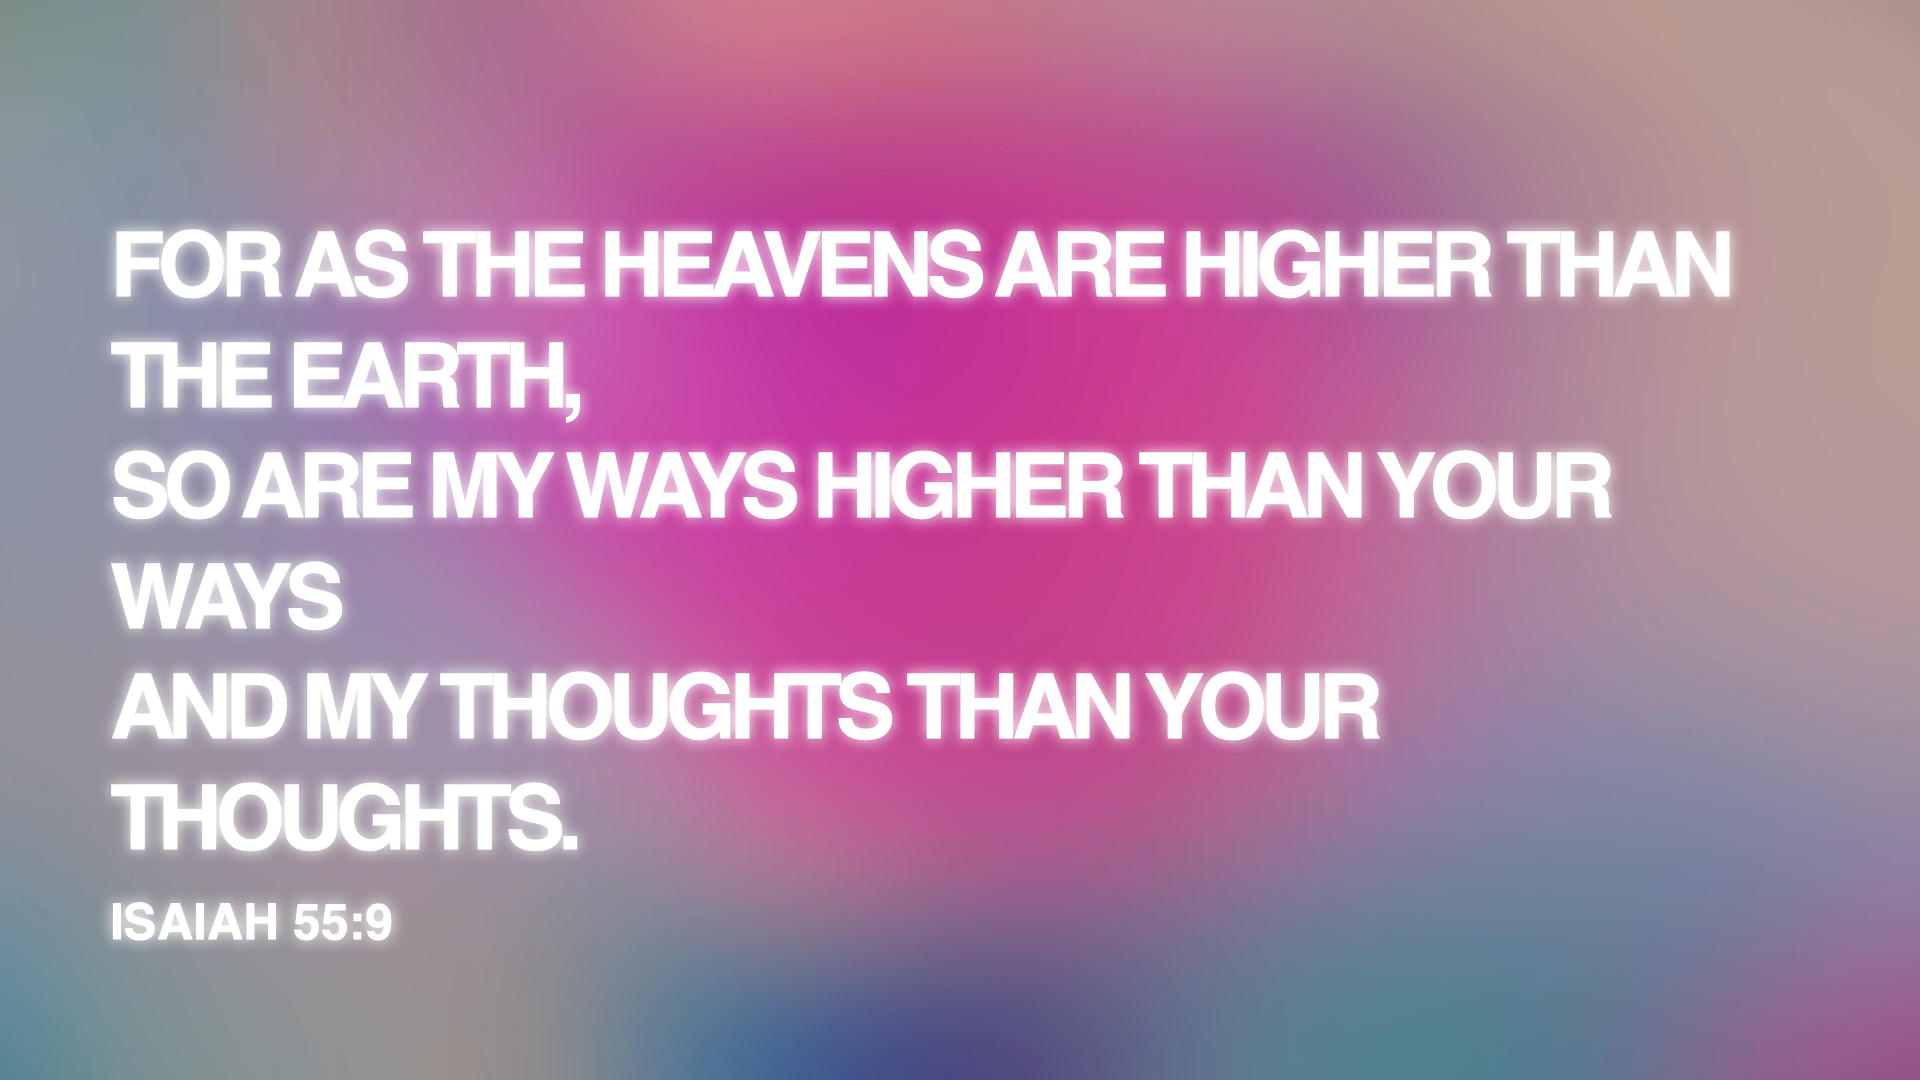 FOR AS THE HEAVENS ARE HIGHER THAN
THE EARTH,
SO ARE MY WAYS HIGHER THAN YOUR
WAYS
AND MY THOUGHTS THAN YOUR
THOUGHTS.
ISAIAH 55:9